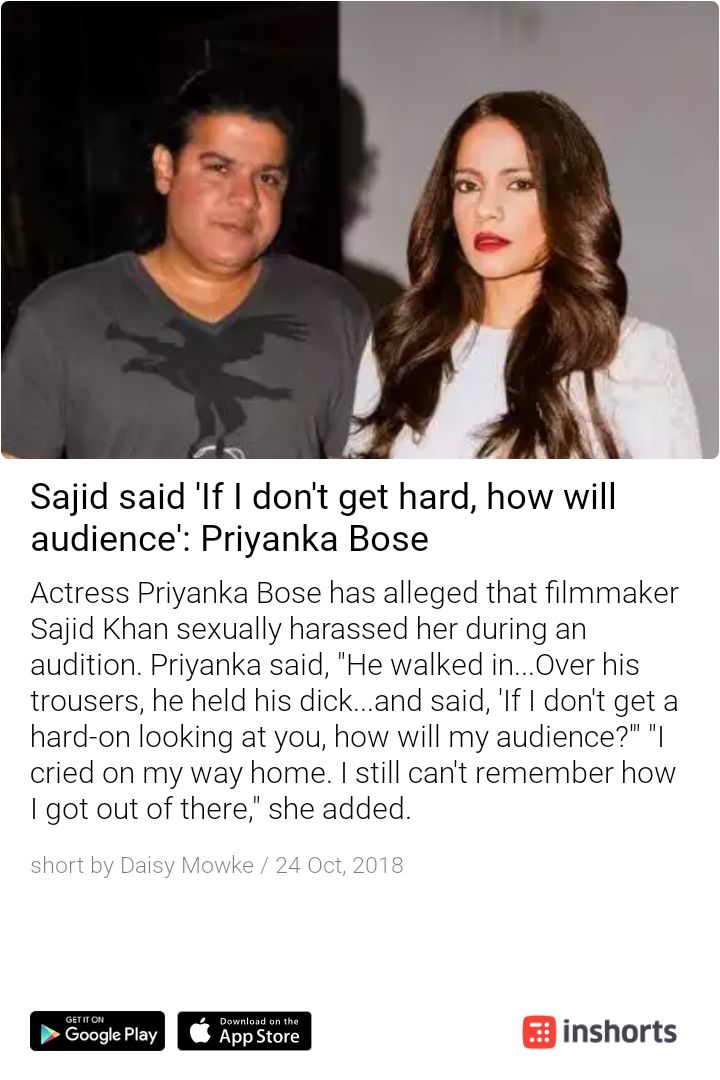 Sajid said 'If I don't get hard, how will
audience': Priyanka Bose
Actress Priyanka Bose has alleged that filmmaker
Sajid Khan sexually harassed her during an
audition. Priyanka said, "He walked in...Over his
trousers, he held his dick...and said, 'If I don't get a
hard-on looking at you, how will my audience?'" "I
cried on my way home. I still can't remember how
I got out of there," she added.
short by Daisy Mowke / 24 Oct, 2018
GET IT ON
Google Play
Download on the
App Store
inshorts